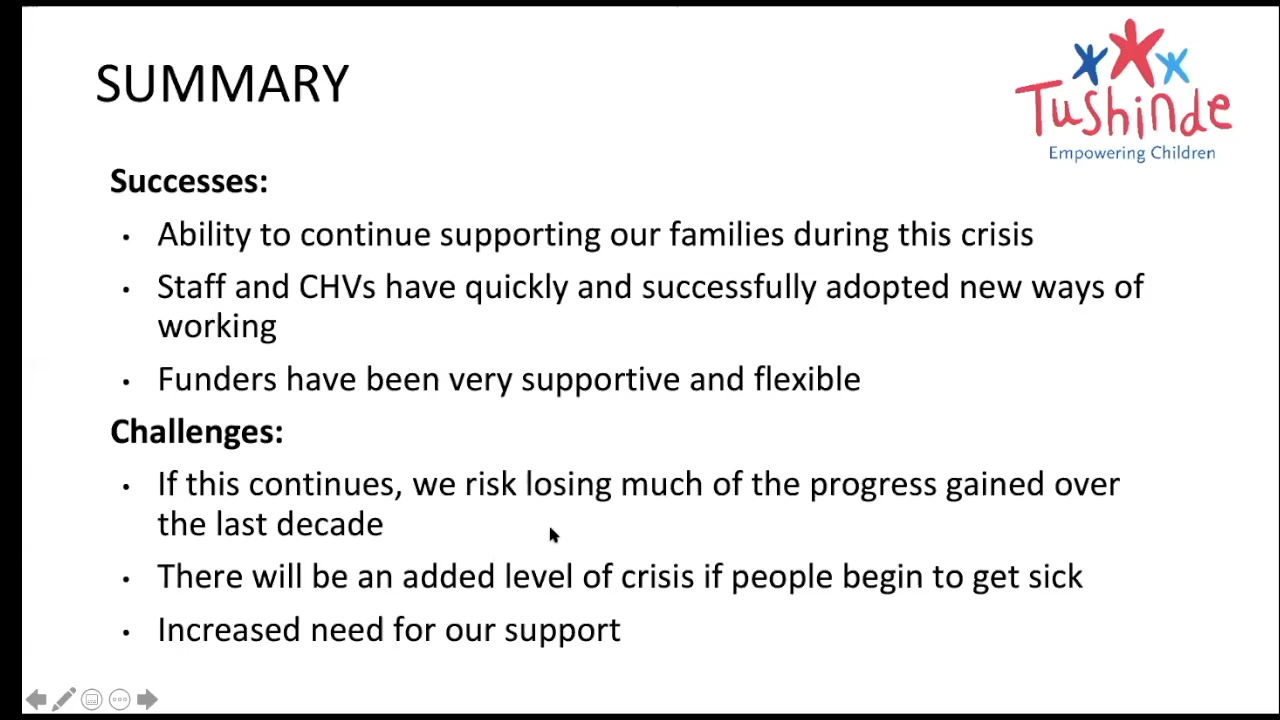 SUMMARY
Tushinde
Empowering Children
Successes:
• Ability to continue supporting our families during this crisis
• Staff and CHVs have quickly and successfully adopted new ways of
working
• Funders have been very supportive and flexible
Challenges:
• If this continues, we risk losing much of the progress gained over
the last decade
• There will be an added level of crisis if people begin to get sick
• Increased need for our support